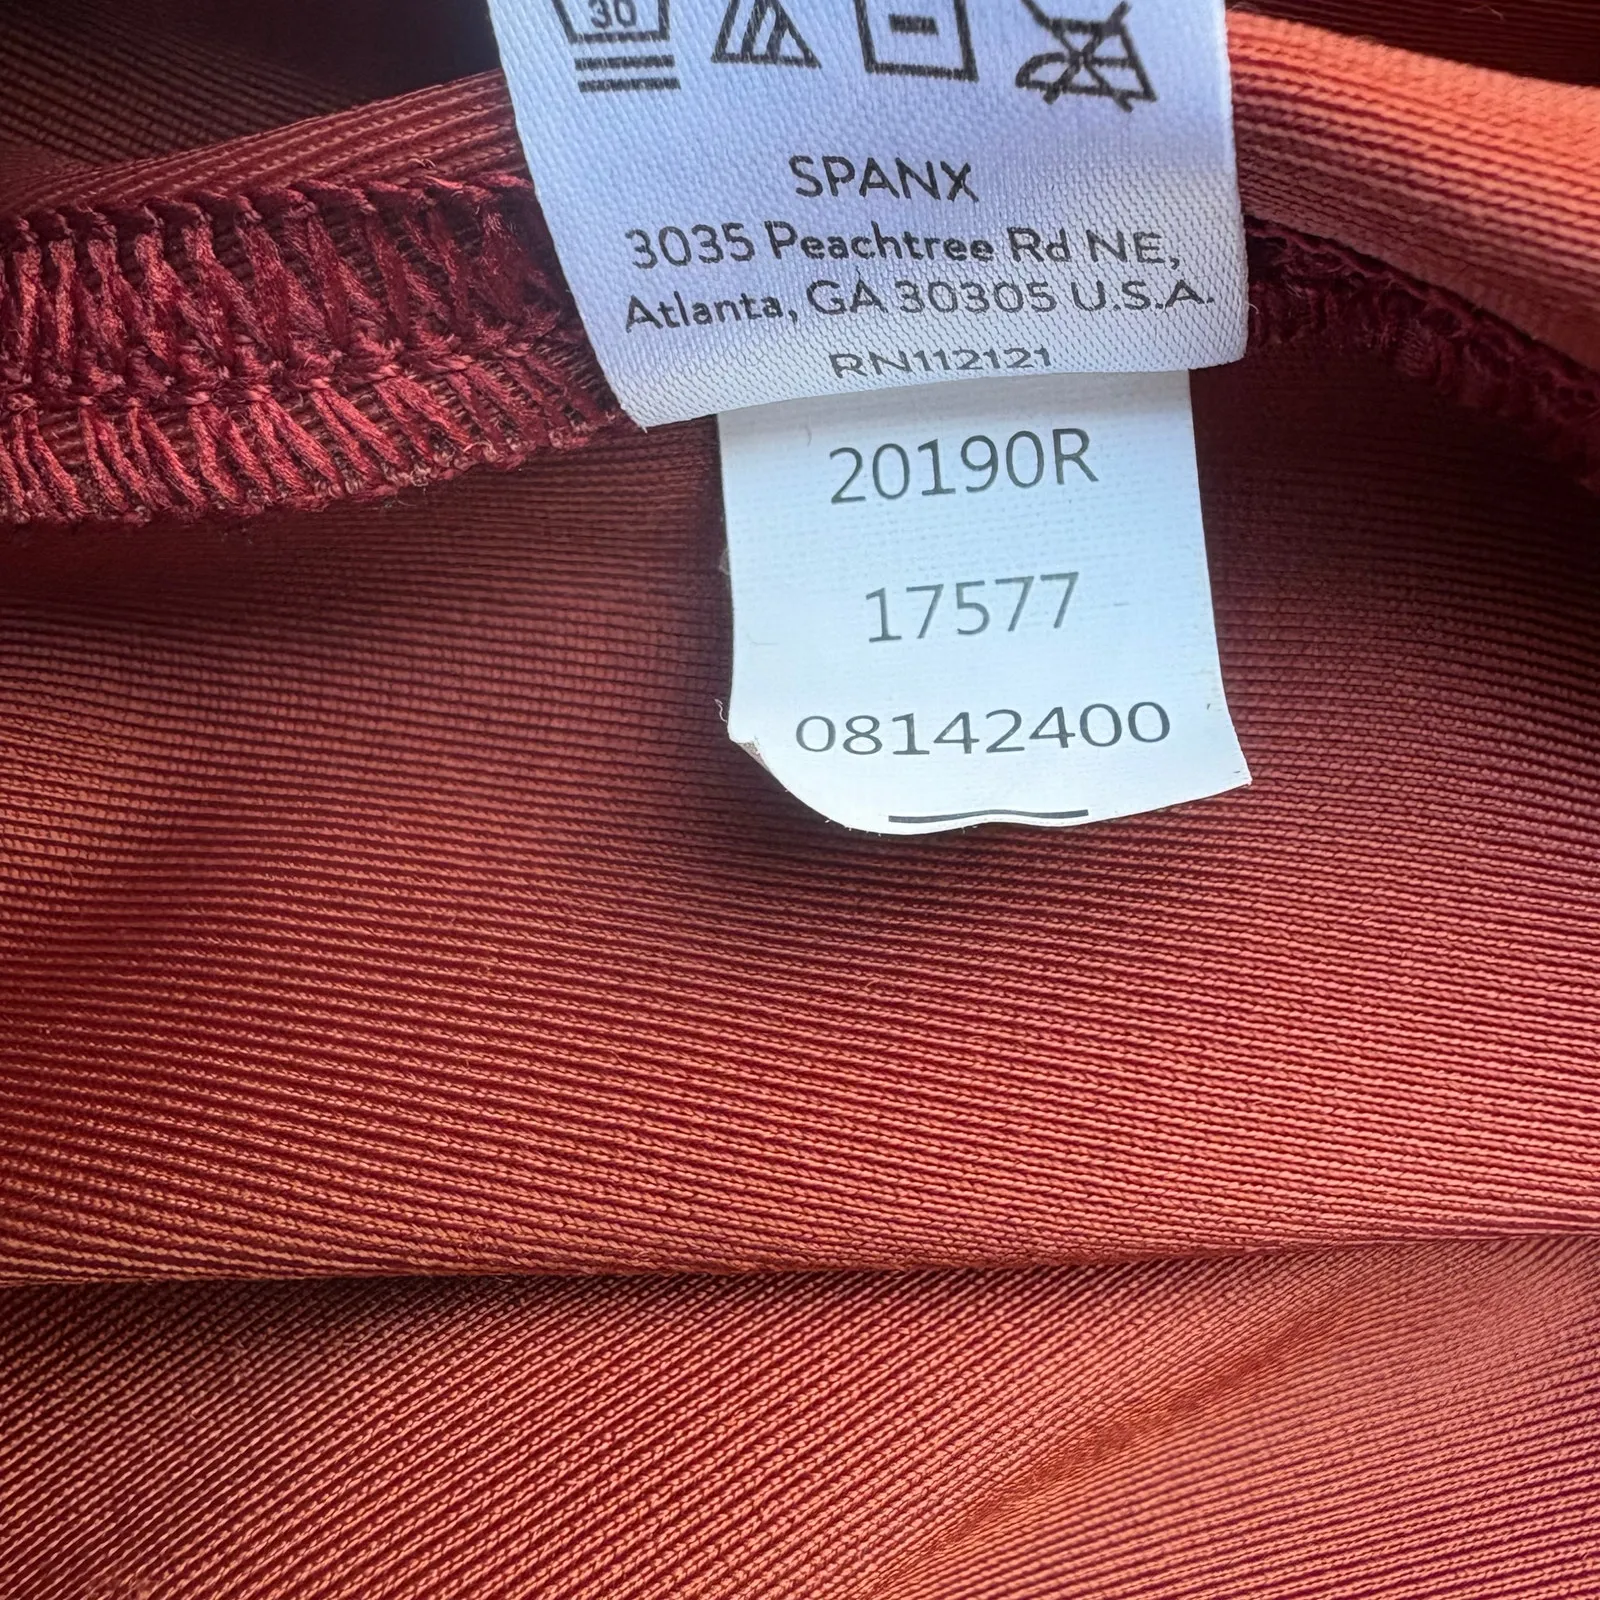 30
SPANX
3035 Peachtree Rd NE,
Atlanta, GA 30305 U.S.A.
RN112121
20190R
17577
08142400